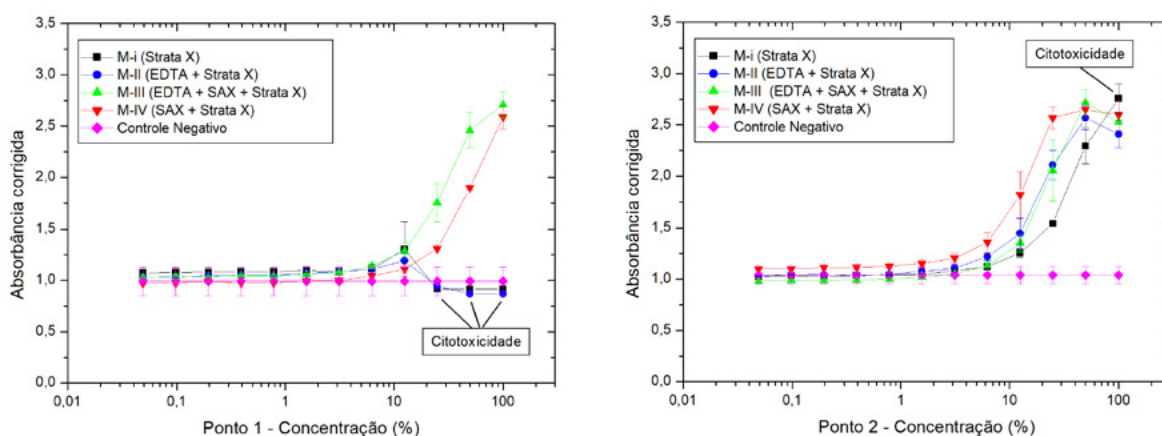 3,5
3,0
2,5
2,0
1,5
1,0
0,5
0,0
Absorbância corrigida
M-i (Strata X)
M-II (EDTA + Strata X)
M-III (EDTA + SAX + Strata X)
M-IV (SAX + Strata X)
Controle Negativo
Citotoxicidade
0,01
0,1
1
10
100
Ponto 1 - Concentração (%)
3,5
3,0
2,5
2,0
1,5
1,0
0,5
0,0
Absorbância corrigida
M-i (Strata X)
M-II (EDTA + Strata X)
M-III (EDTA + SAX + Strata X)
M-IV (SAX + Strata X)
Controle Negativo
Citotoxicidade
0,01
0,1
1
10
100
Ponto 2 - Concentração (%)